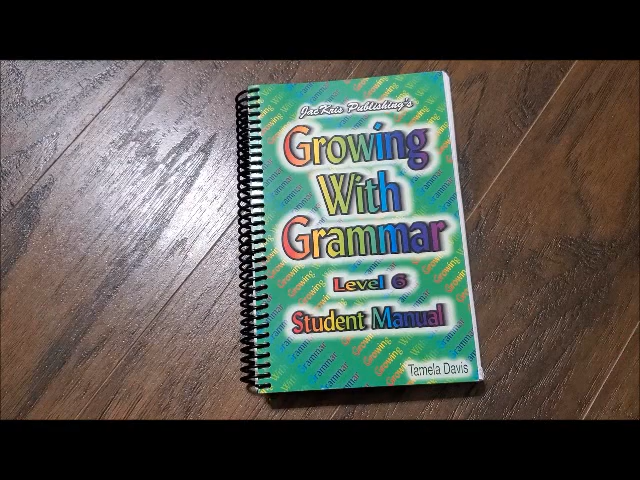 JacKris Publishing's
Growing
With
Grammar
Level 6
Student Manual
Tamela Davis